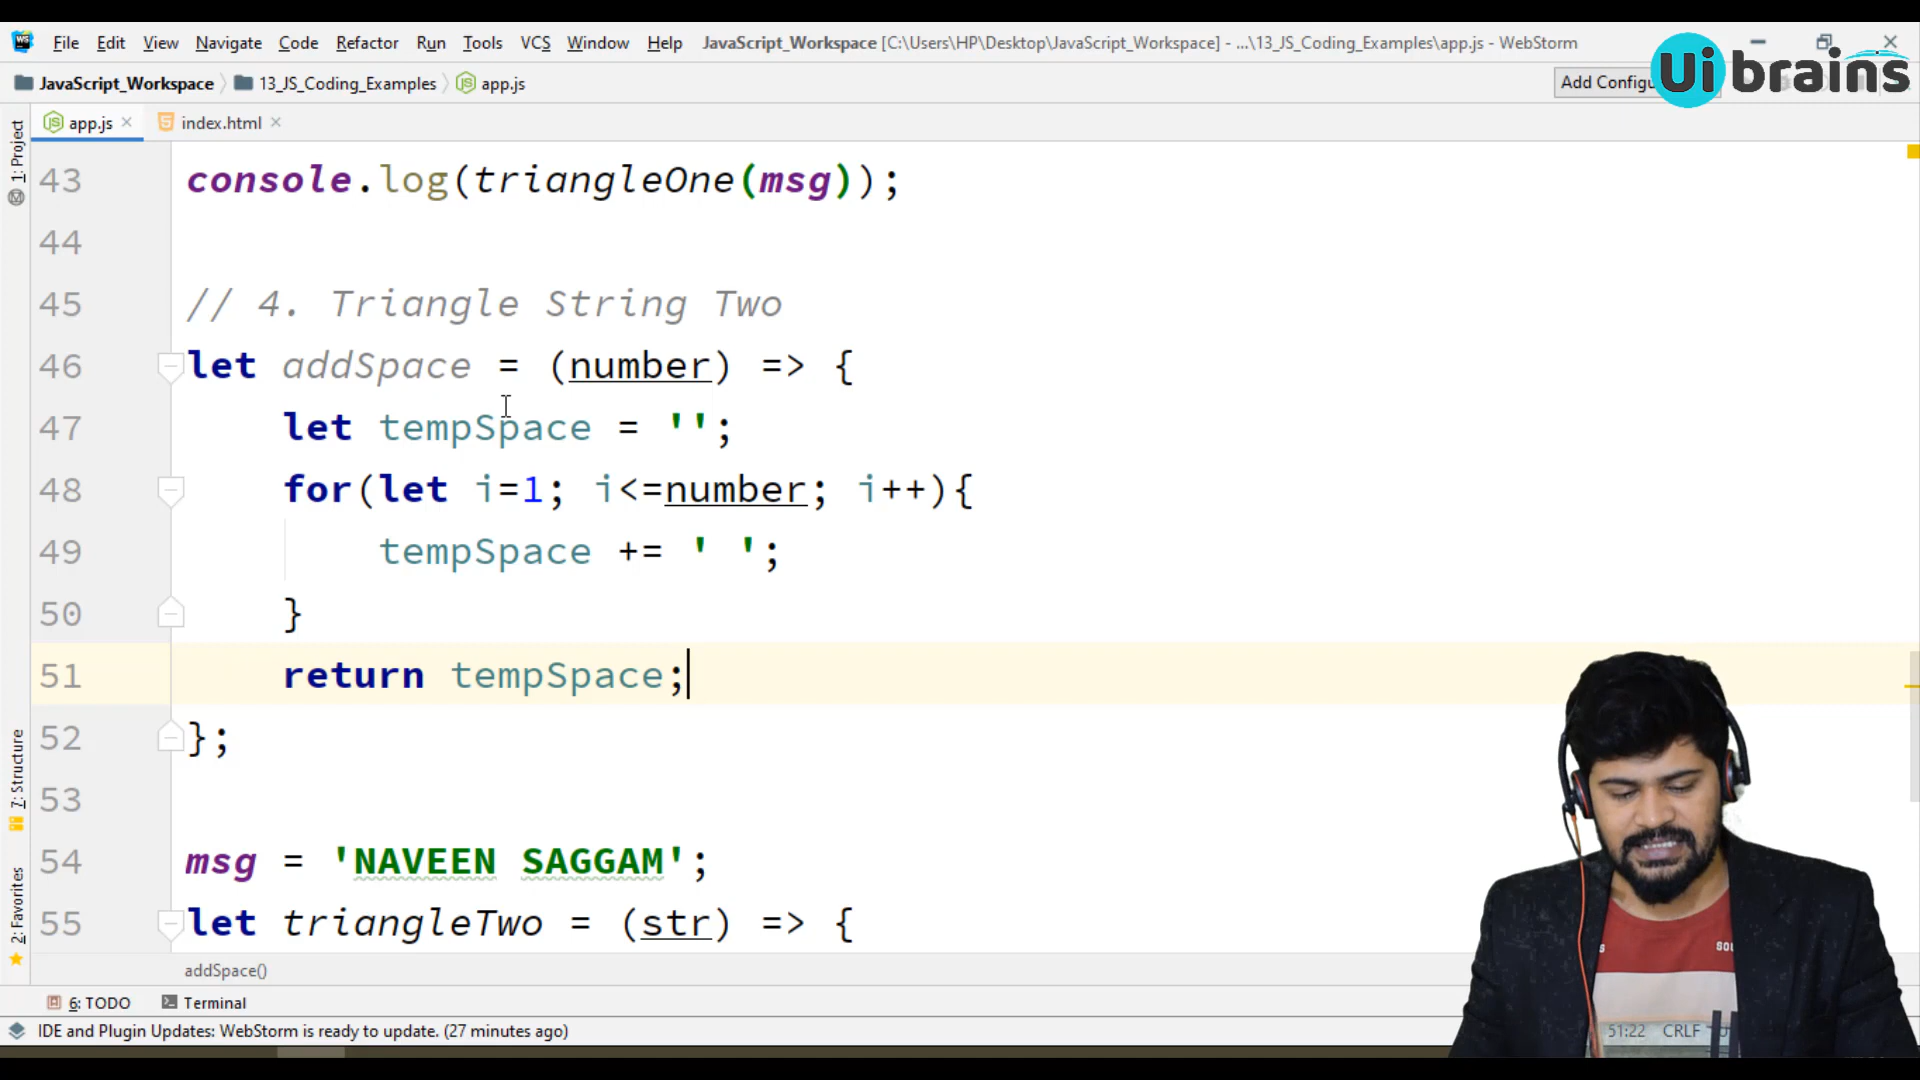 File Edit View Navigate Code Refactor Run Tools VCS Window Help JavaScript_Workspace [C:\Users\HP\Desktop\JavaScript_Workspace] - ...\13_JS_Coding_Examples\app.js - WebStorm
JavaScript_Workspace 13_JS_Coding_Examples app.js Add Config
Ui brains
app.js index.html
1: Project
43 console.log(triangleOne(msg));
44
45 // 4. Triangle String Two
46 let addSpace = (number) => {
47 let tempSpace = '';
48 for(let i=1; i<=number; i++){
49 tempSpace += ' ';
50 }
51 return tempSpace;
52 };
53
54 msg = 'NAVEEN SAGGAM';
55 let triangleTwo = (str) => {
7: Structure
2: Favorites
addSpace()
6: TODO Terminal
IDE and Plugin Updates: WebStorm is ready to update. (27 minutes ago) 51:22 CRLF